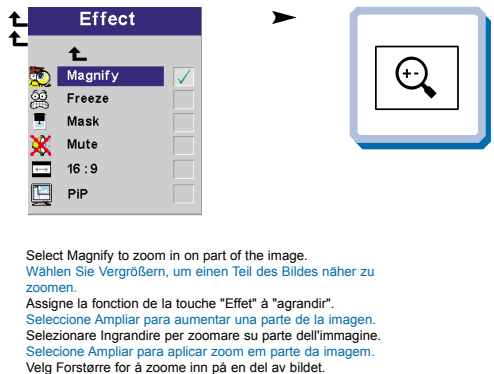 Effect
Magnify
Freeze
Mask
Mute
16 : 9
PiP
Select Magnify to zoom in on part of the image.
Wählen Sie Vergrößern, um einen Teil des Bildes näher zu
zoomen.
Assigne la fonction de la touche "Effet" à "agrandir".
Seleccione Ampliar para aumentar una parte de la imagen.
Selezionare Ingrandire per zoomare su parte dell'immagine.
Selecione Ampliar para aplicar zoom em parte da imagem.
Velg Forstørre for å zoome inn på en del av bildet.